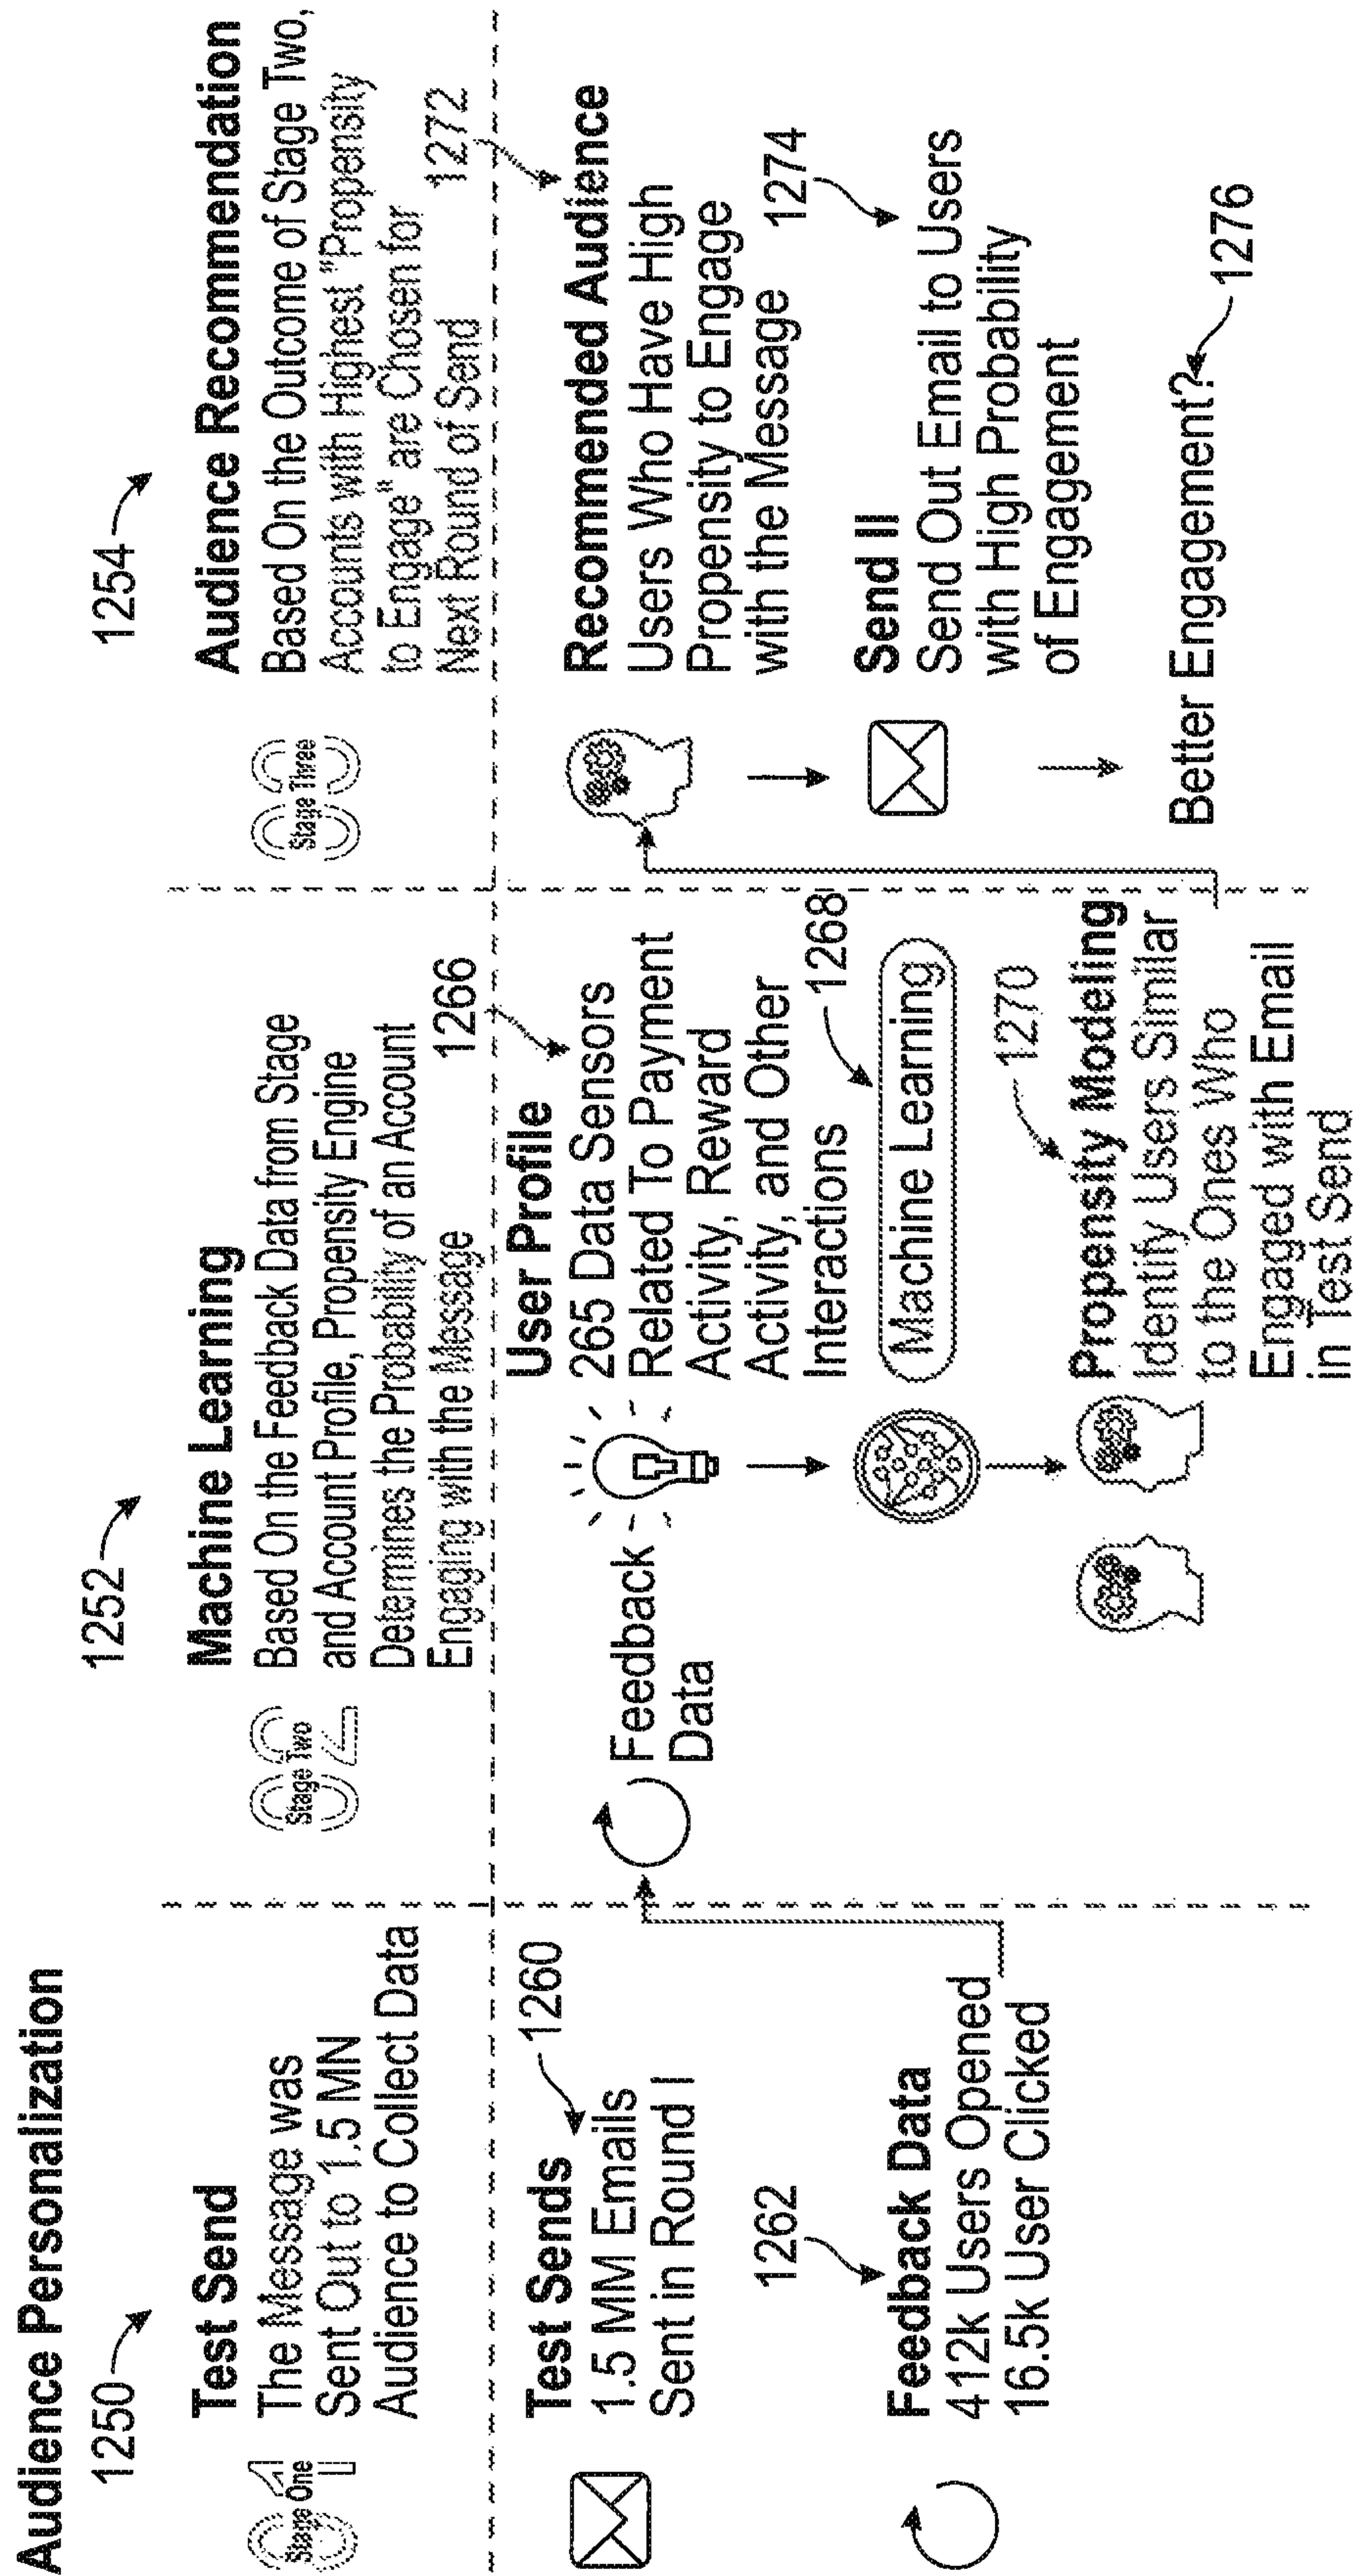 Audience Personalization
1250
Stage One
Test Send
The Message was
Sent Out to 1.5 MN
Audience to Collect Data
Test Sends
1260
1.5 MM Emails
Sent in Round I
1262
Feedback Data
412k Users Opened
16.5k User Clicked
1252
02
Stage Two
Machine Learning
Based On the Feedback Data from Stage
and Account Profile, Propensity Engine
Determines the Probability of an Account
Engaging with the Message
1266
Feedback
Data
User Profile
265 Data Sensors
Related To Payment
Activity, Reward
Activity, and Other
Interactions
1268
Machine Learning
1270
Propensity Modeling
Identify Users Similar
to the Ones Who
Engaged with Email
in Test Send
1254
03
Stage Three
Audience Recommendation
Based On the Outcome of Stage Two,
Accounts with Highest "Propensity
to Engage" are Chosen for
Next Round of Send
1272
Recommended Audience
Users Who Have High
Propensity to Engage
with the Message
1274
Send II
Send Out Email to Users
with High Probability
of Engagement
Better Engagement?
1276